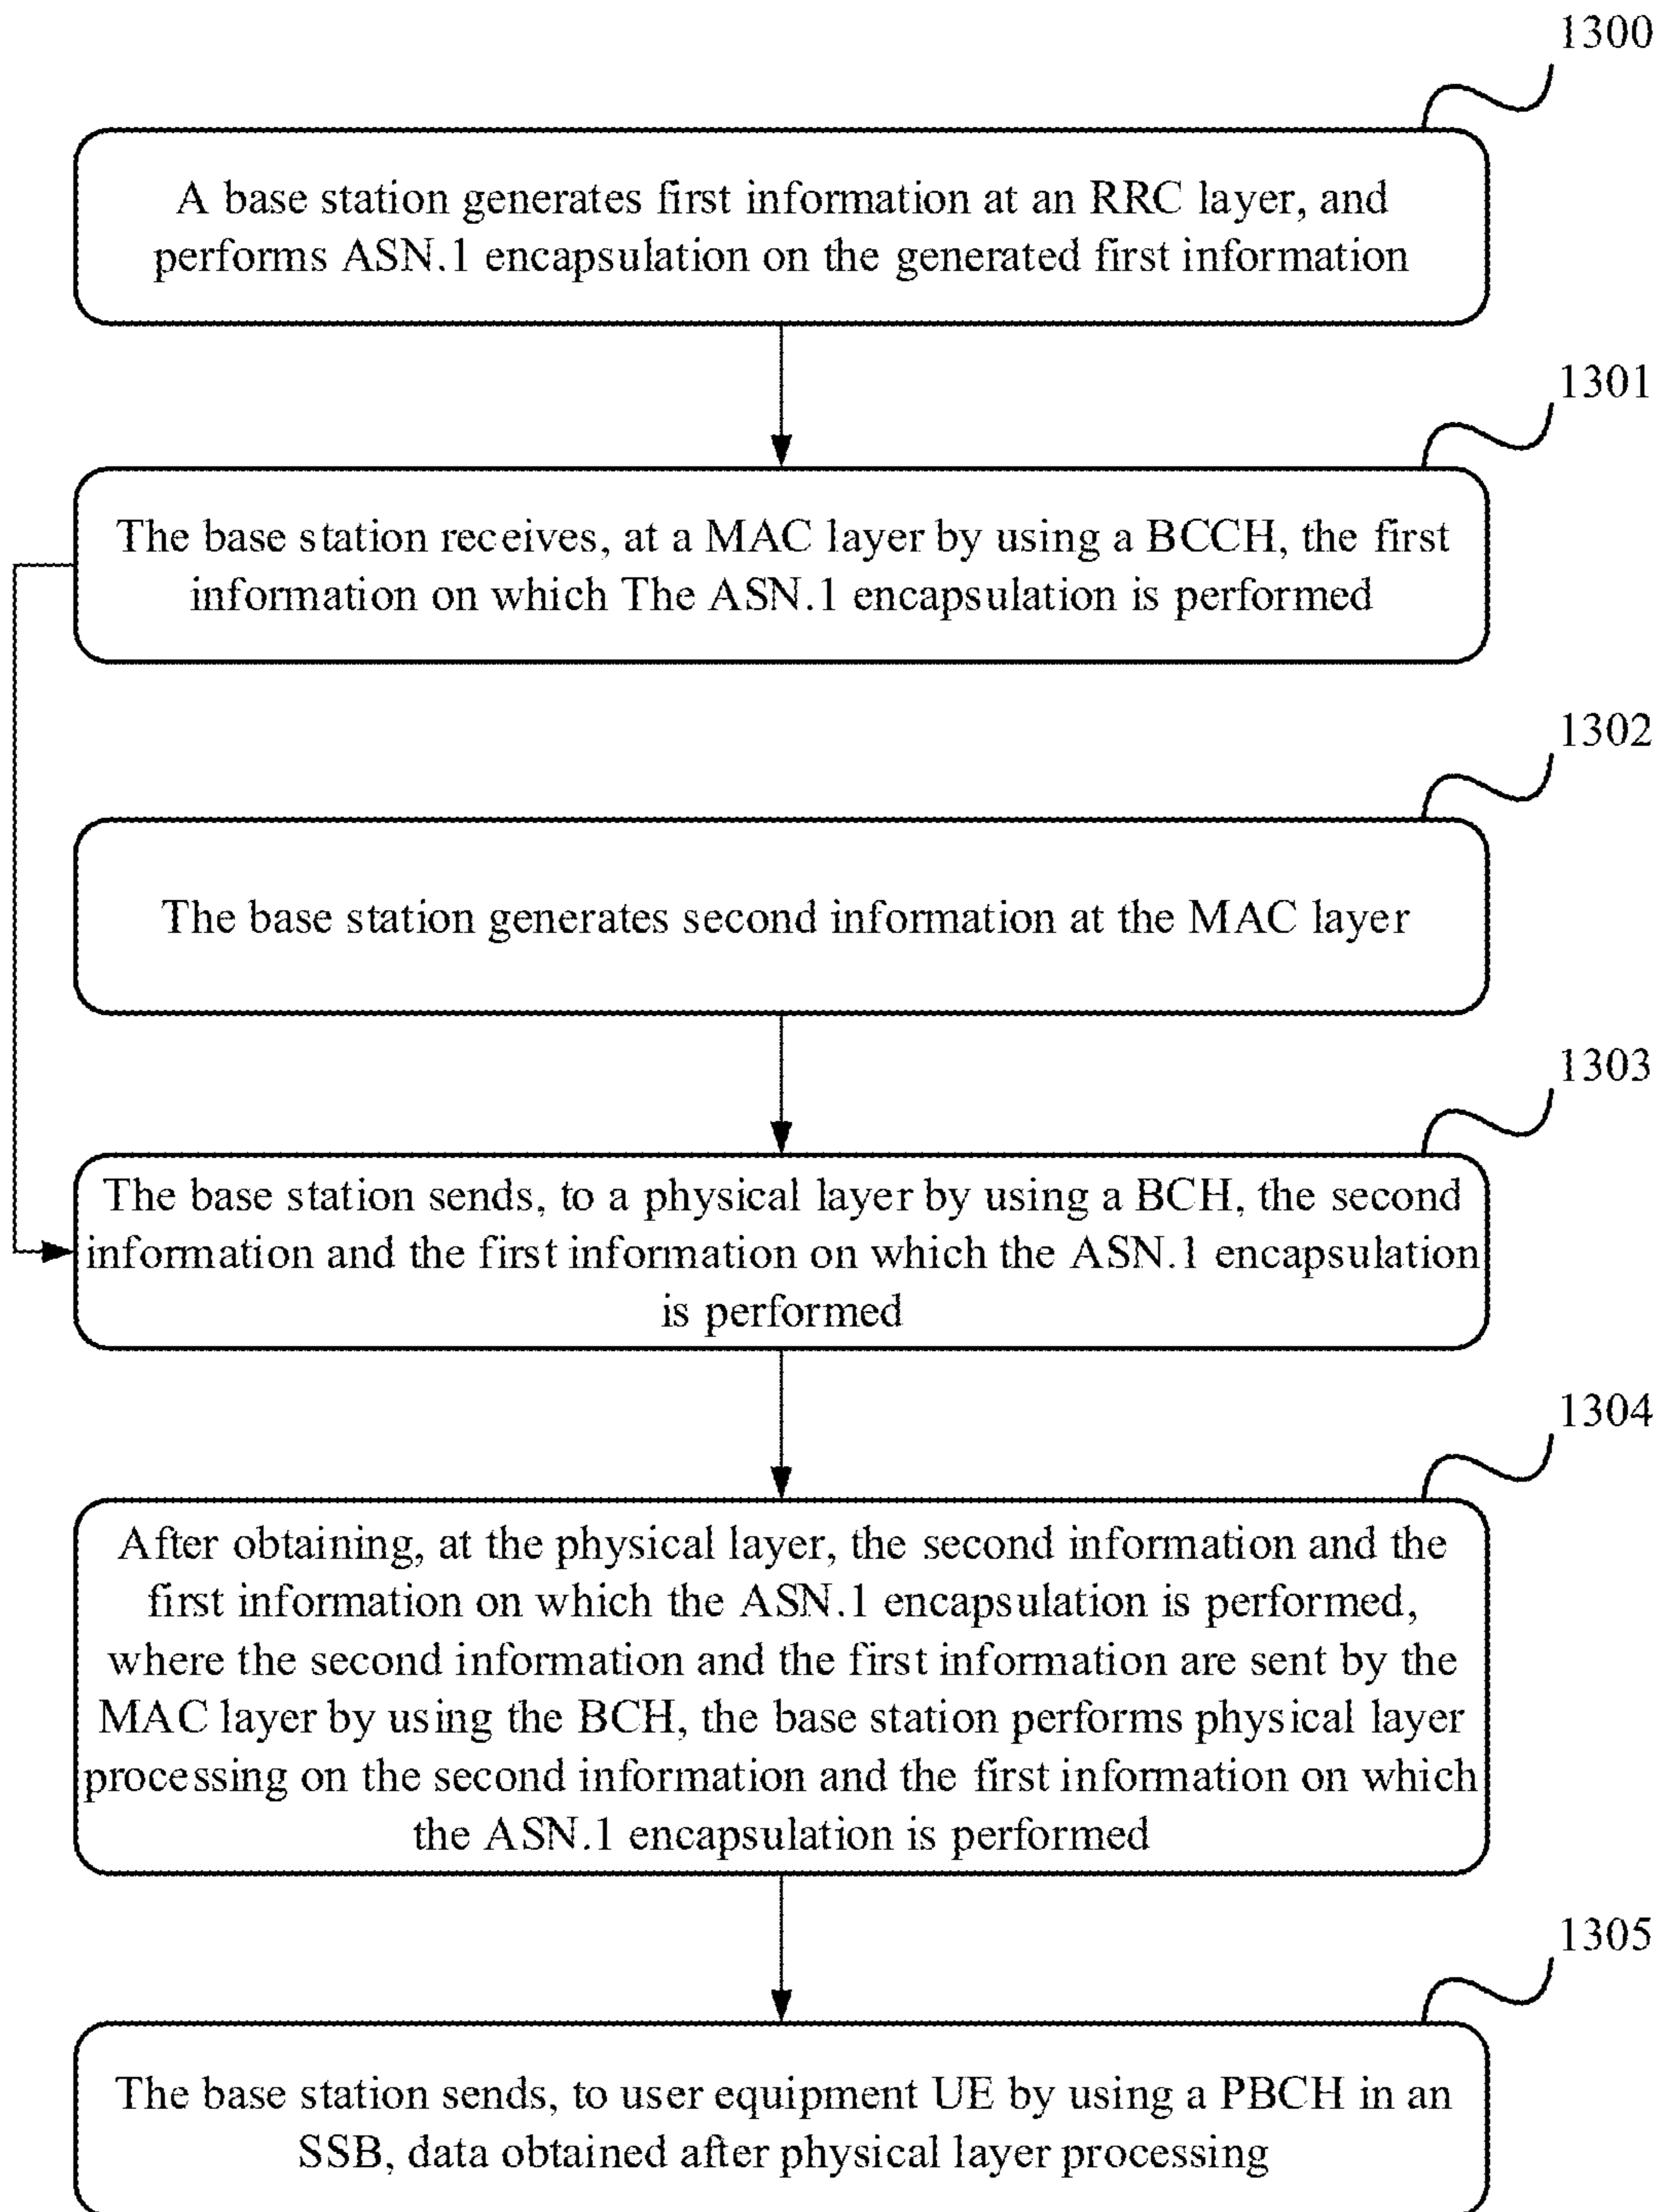 1300
A base station generates first information at an RRC layer, and
performs ASN.1 encapsulation on the generated first information
1301
The base station receives, at a MAC layer by using a BCCH, the first
information on which The ASN.1 encapsulation is performed
1302
The base station generates second information at the MAC layer
1303
The base station sends, to a physical layer by using a BCH, the second
information and the first information on which the ASN.1 encapsulation
is performed
1304
After obtaining, at the physical layer, the second information and the
first information on which the ASN.1 encapsulation is performed,
where the second information and the first information are sent by the
MAC layer by using the BCH, the base station performs physical layer
processing on the second information and the first information on which
the ASN.1 encapsulation is performed
1305
The base station sends, to user equipment UE by using a PBCH in an
SSB, data obtained after physical layer processing